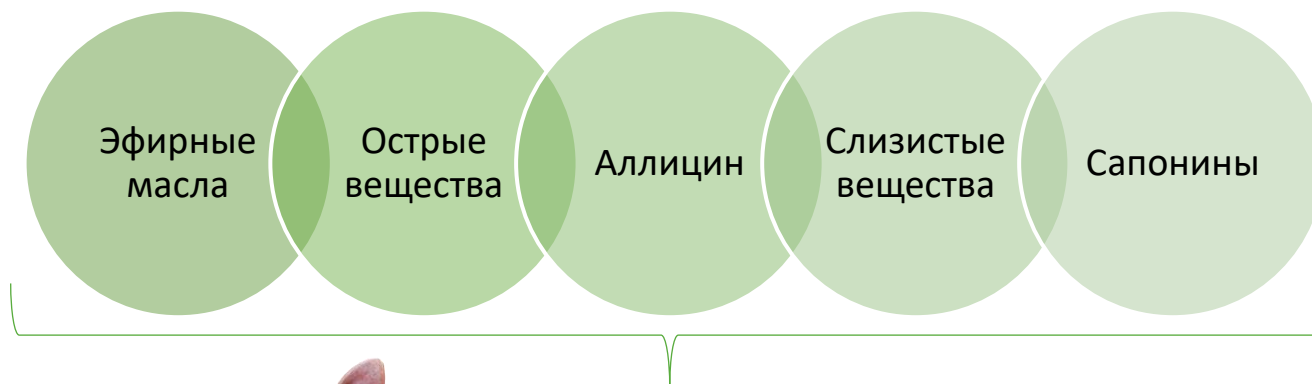 Эфирные
масла
Острые
вещества
Аллицин
Слизистые
вещества
Сапонины